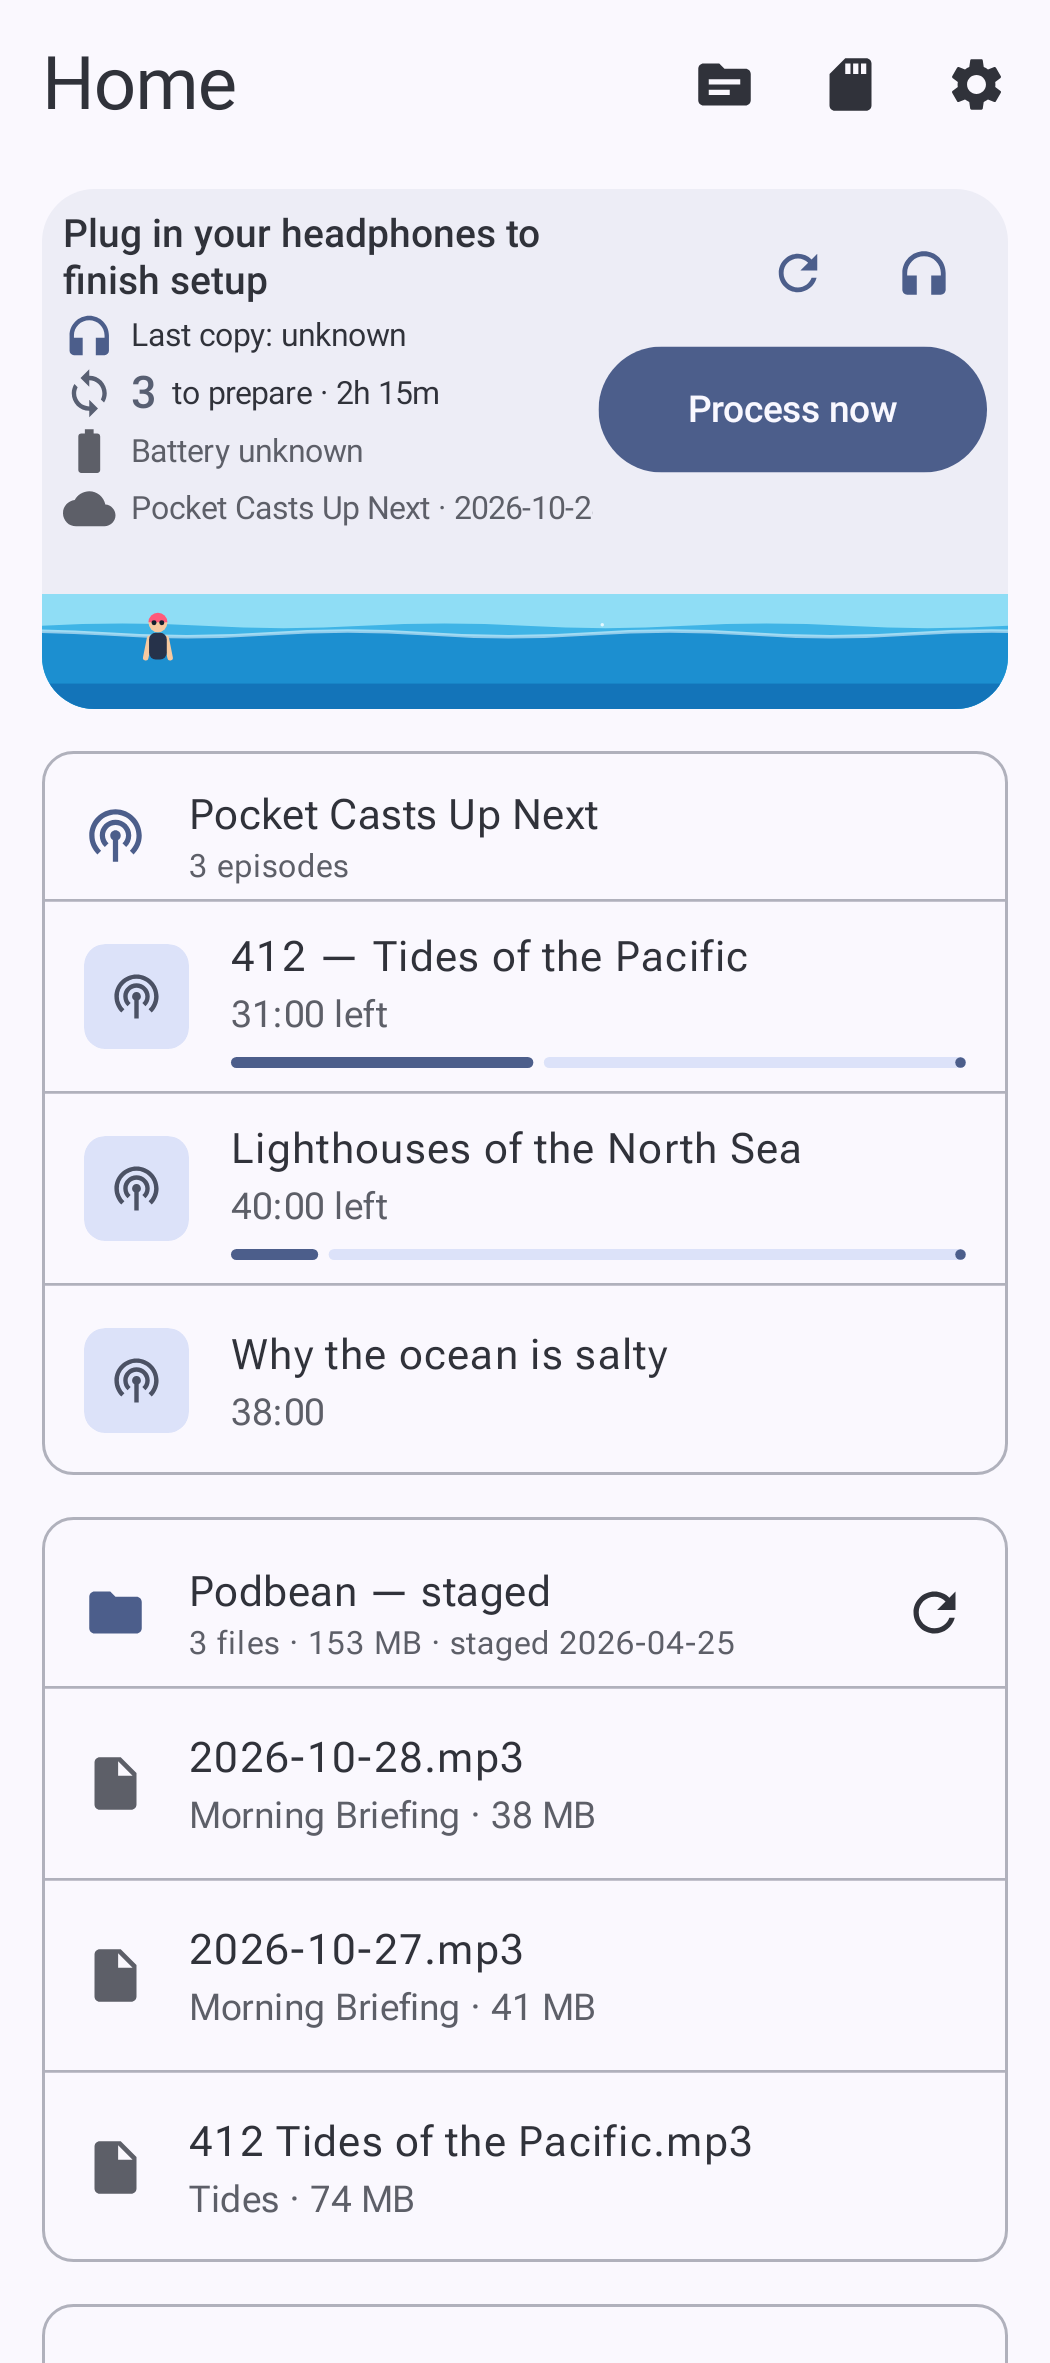 Home
Plug in your headphones to
finish setup
Last copy: unknown
3 to prepare · 2h 15m
Process now
Battery unknown
Pocket Casts Up Next · 2026-10-2
Pocket Casts Up Next
3 episodes
412 — Tides of the Pacific
31:00 left
Lighthouses of the North Sea
40:00 left
Why the ocean is salty
38:00
Podbean — staged
3 files · 153 MB · staged 2026-04-25
2026-10-28.mp3
Morning Briefing · 38 MB
2026-10-27.mp3
Morning Briefing · 41 MB
412 Tides of the Pacific.mp3
Tides · 74 MB